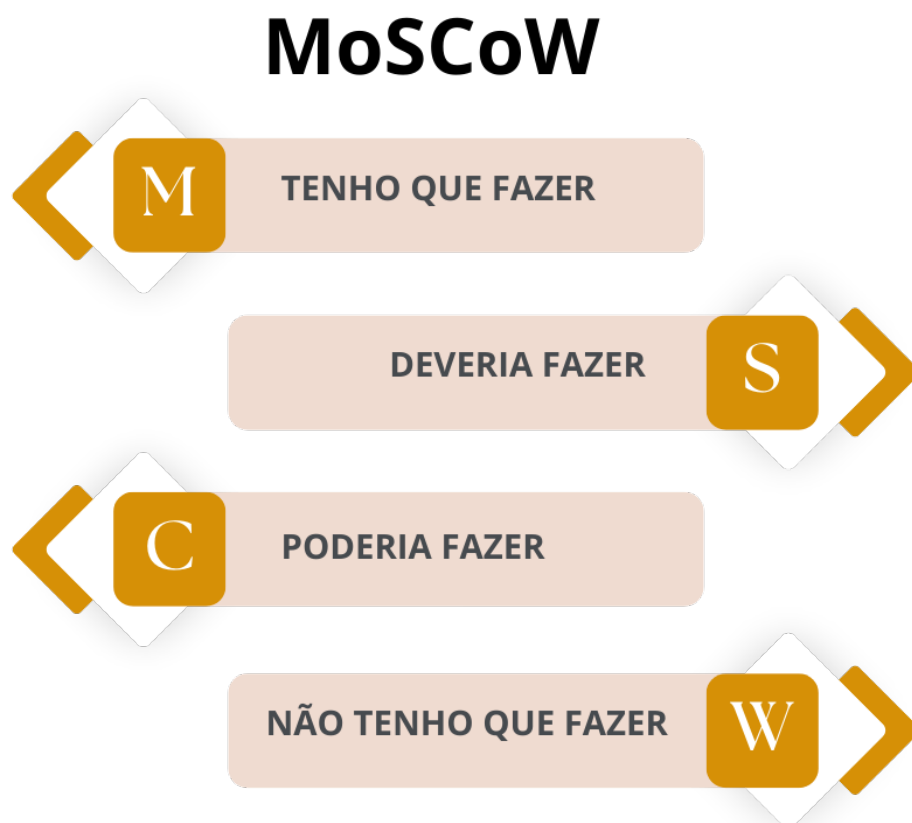 MoSCoW
M TENHO QUE FAZER
DEVERIA FAZER S
C PODERIA FAZER
NÃO TENHO QUE FAZER W